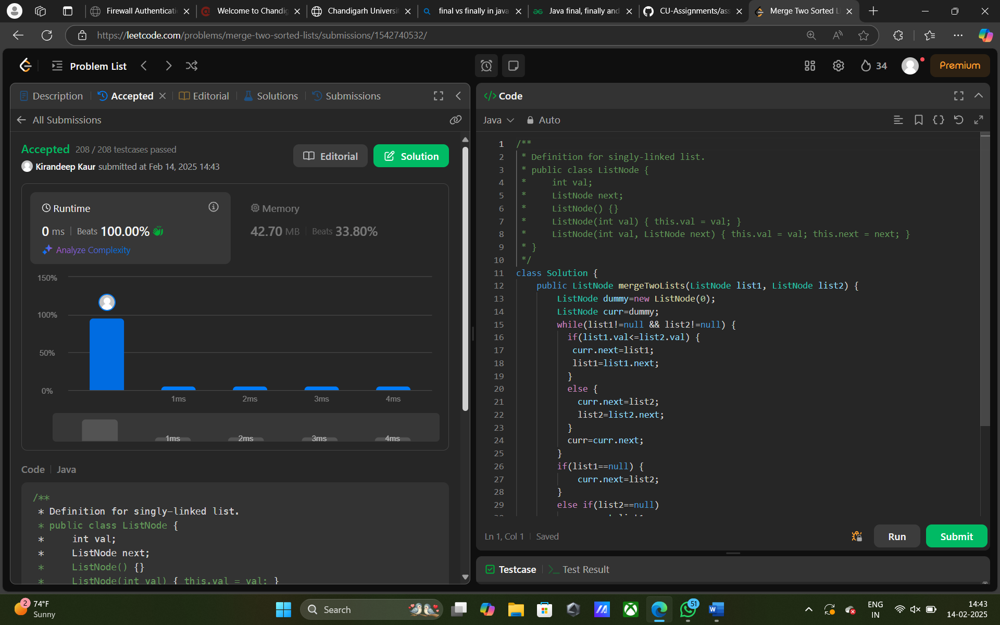 Firewall Authenticati
Welcome to Chandig
Chandigarh Universit
final vs finally in java
Java final, finally and
CU-Assignments/ass
Merge Two Sorted Li
https://leetcode.com/problems/merge-two-sorted-lists/submissions/1542740532/
Problem List
34
Premium
Description
Accepted
Editorial
Solutions
Submissions
All Submissions
Accepted 208 / 208 testcases passed
Kirandeep Kaur submitted at Feb 14, 2025 14:43
Editorial
Solution
Runtime
0 ms | Beats 100.00%
Analyze Complexity
Memory
42.70 MB | Beats 33.80%
150%
100%
50%
0%
1ms 2ms 3ms 4ms
1ms 2ms 3ms 4ms
Code | Java
/**
 * Definition for singly-linked list.
 * public class ListNode {
 *     int val;
 *     ListNode next;
 *     ListNode() {}
 *     ListNode(int val) { this.val = val; }
</> Code
Java
Auto
1 /**
2  * Definition for singly-linked list.
3  * public class ListNode {
4  *     int val;
5  *     ListNode next;
6  *     ListNode() {}
7  *     ListNode(int val) { this.val = val; }
8  *     ListNode(int val, ListNode next) { this.val = val; this.next = next; }
9  * }
10  */
11 class Solution {
12     public ListNode mergeTwoLists(ListNode list1, ListNode list2) {
13         ListNode dummy=new ListNode(0);
14         ListNode curr=dummy;
15         while(list1!=null && list2!=null) {
16           if(list1.val<=list2.val) {
17            curr.next=list1;
18            list1=list1.next;
19           }
20           else {
21             curr.next=list2;
22             list2=list2.next;
23           }
24           curr=curr.next;
25         }
26         if(list1==null) {
27             curr.next=list2;
28         }
29         else if(list2==null)
Ln 1, Col 1 | Saved
Run
Submit
Testcase
Test Result
2
74°F
Sunny
Search
51
ENG
IN
14:43
14-02-2025